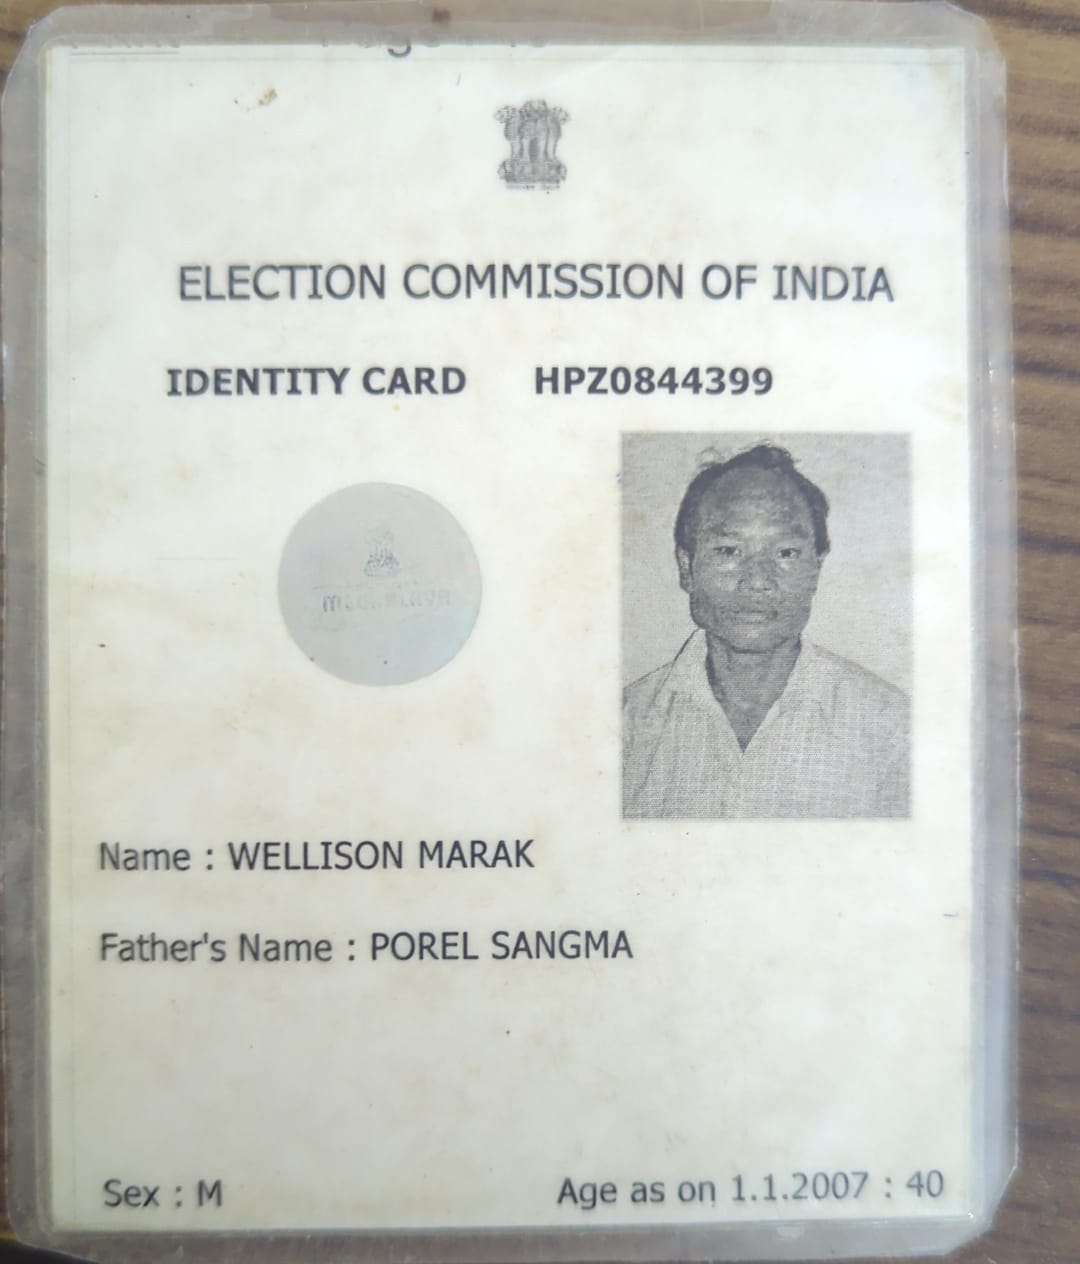 ELECTION COMMISSION OF INDIA
IDENTITY CARD HPZ0844399
MEGHALAYA
Name : WELLISON MARAK
Father's Name : POREL SANGMA
Sex : M Age as on 1.1.2007 : 40